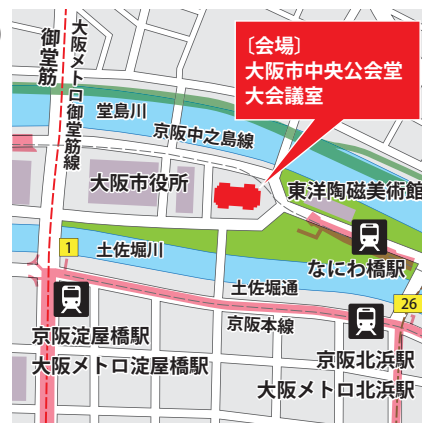 〔会場〕
大阪市中央公会堂
大会議室
御堂筋
大阪メトロ御堂筋線
堂島川
京阪中之島線
大阪市役所
東洋陶磁美術館
なにわ橋駅
1
土佐堀川
土佐堀通
26
京阪本線
京阪淀屋橋駅
大阪メトロ淀屋橋駅
京阪北浜駅
大阪メトロ北浜駅